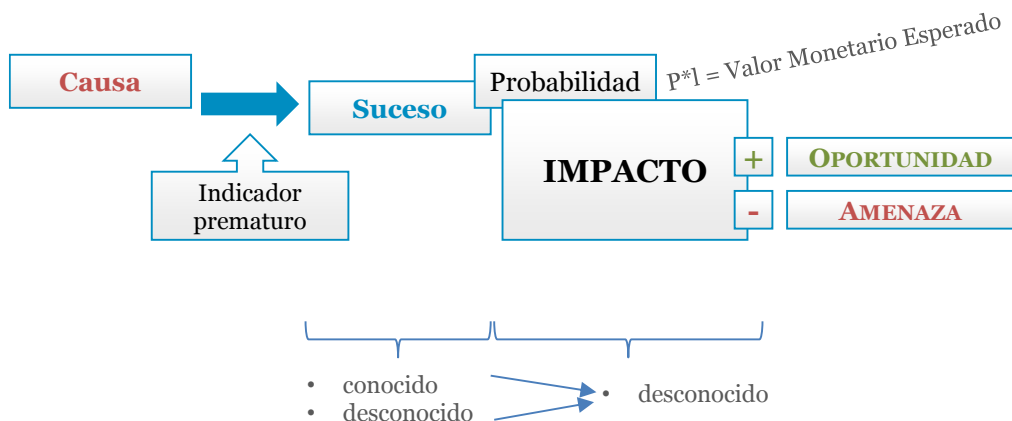 Causa
Suceso
Probabilidad
P*l = Valor Monetario Esperado
IMPACTO
+
OPORTUNIDAD
-
AMENAZA
Indicador
prematuro
• conocido
• desconocido
• desconocido